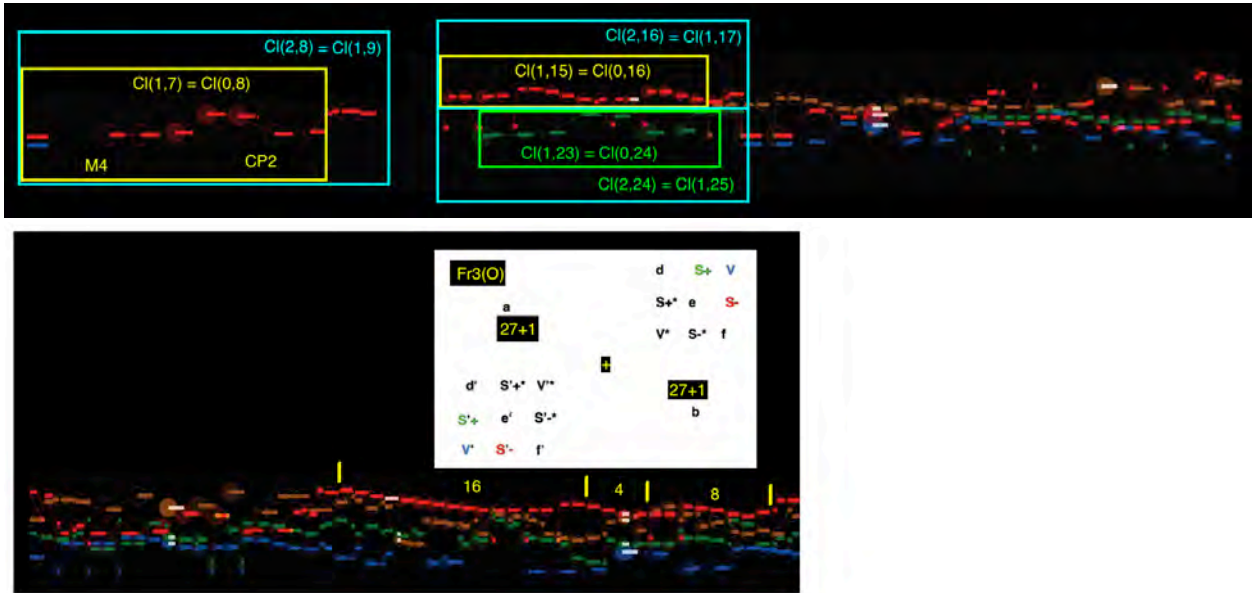 Cl(2,8) = Cl(1,9)
Cl(1,7) = Cl(0,8)
M4 CP2
Cl(2,16) = Cl(1,17)
Cl(1,15) = Cl(0,16)
Cl(1,23) = Cl(0,24)
Cl(2,24) = Cl(1,25)
Fr3(O)
a
27+1
d S+ V
S+* e S-
V* S-* f
+
d' S'+* V'*
S'+ e' S'-*
V' S'- f'
27+1
b
16 4 8